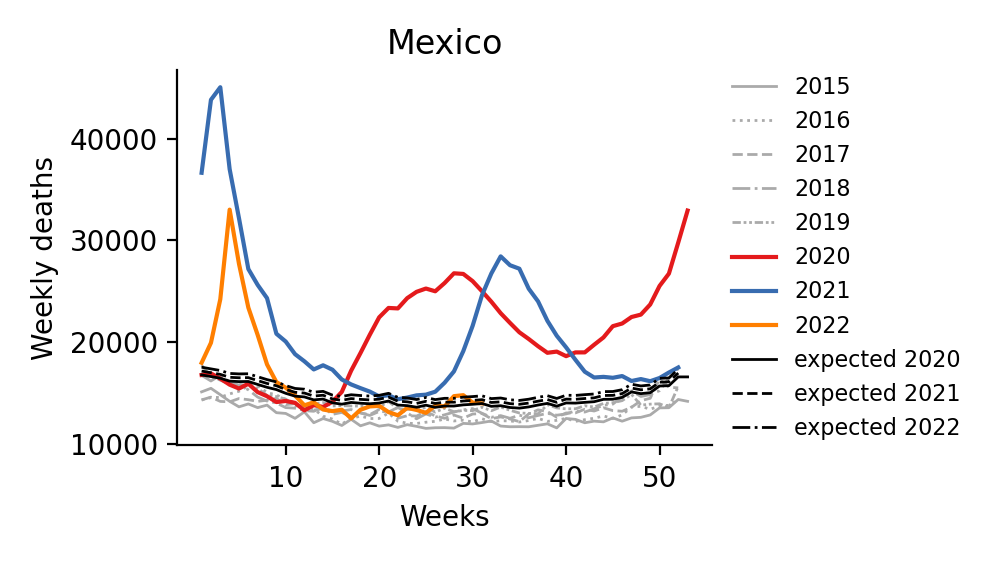 Mexico
Weekly deaths
40000
30000
20000
10000
10 20 30 40 50
Weeks
2015
2016
2017
2018
2019
2020
2021
2022
expected 2020
expected 2021
expected 2022